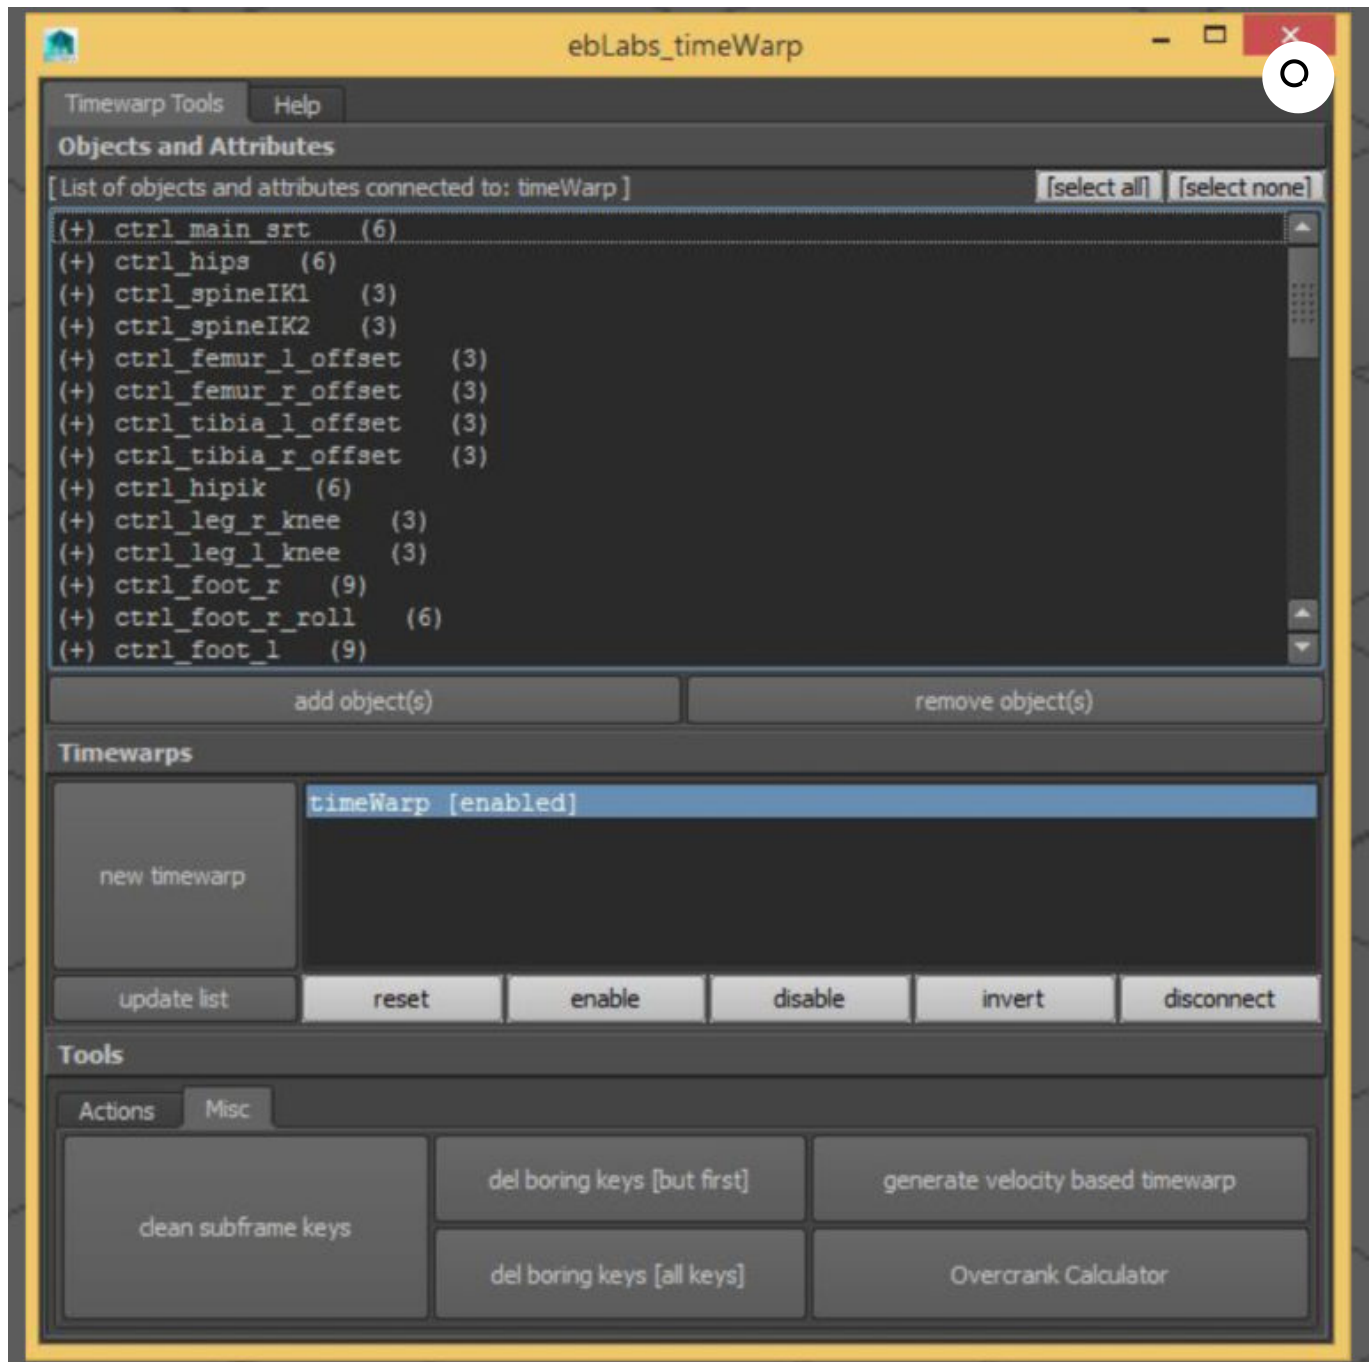 ebLabs_timeWarp
Timewarp Tools Help
Objects and Attributes
[List of objects and attributes connected to: timeWarp ] [select all] [select none]
(+) ctrl_main_srt (6)
(+) ctrl_hips (6)
(+) ctrl_spineIK1 (3)
(+) ctrl_spineIK2 (3)
(+) ctrl_femur_l_offset (3)
(+) ctrl_femur_r_offset (3)
(+) ctrl_tibia_l_offset (3)
(+) ctrl_tibia_r_offset (3)
(+) ctrl_hipik (6)
(+) ctrl_leg_r_knee (3)
(+) ctrl_leg_l_knee (3)
(+) ctrl_foot_r (9)
(+) ctrl_foot_r_roll (6)
(+) ctrl_foot_l (9)
add object(s) remove object(s)
Timewarps
timeWarp [enabled]
new timewarp
update list reset enable disable invert disconnect
Tools
Actions Misc
del boring keys [but first] generate velocity based timewarp
clean subframe keys
del boring keys [all keys] Overcrank Calculator